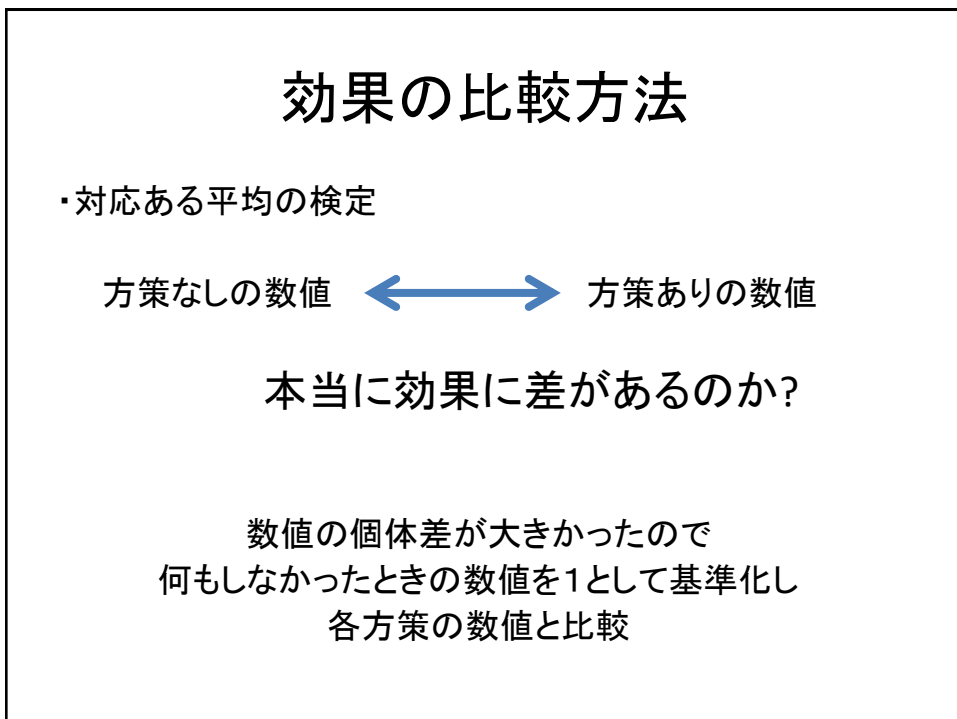 効果の比較方法
・対応ある平均の検定
方策なしの数値 方策ありの数値
本当に効果に差があるのか?
数値の個体差が大きかったので
何もしなかったときの数値を１として基準化し
各方策の数値と比較